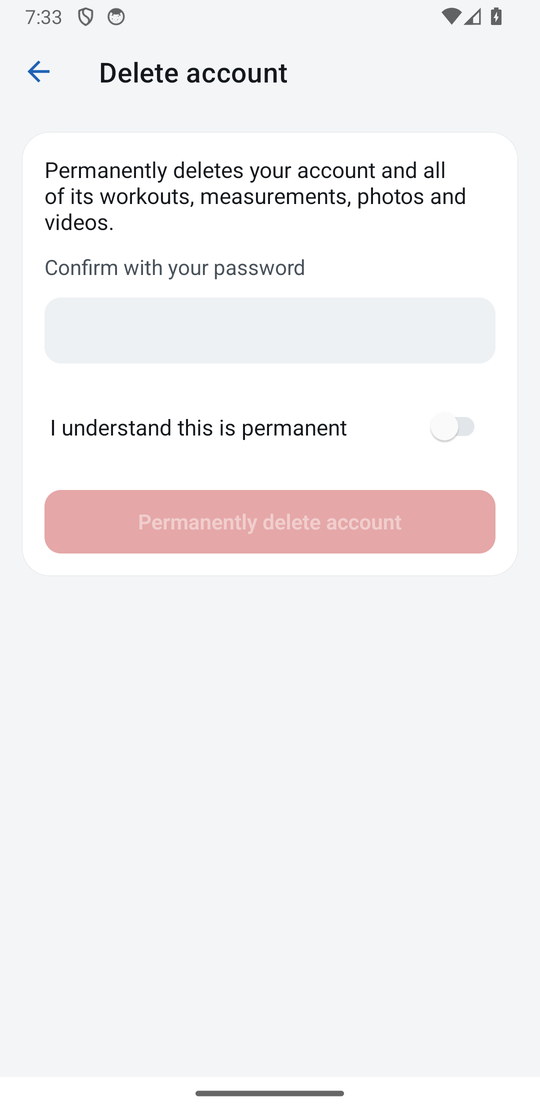 7:33
Delete account
Permanently deletes your account and all
of its workouts, measurements, photos and
videos.
Confirm with your password
I understand this is permanent
Permanently delete account